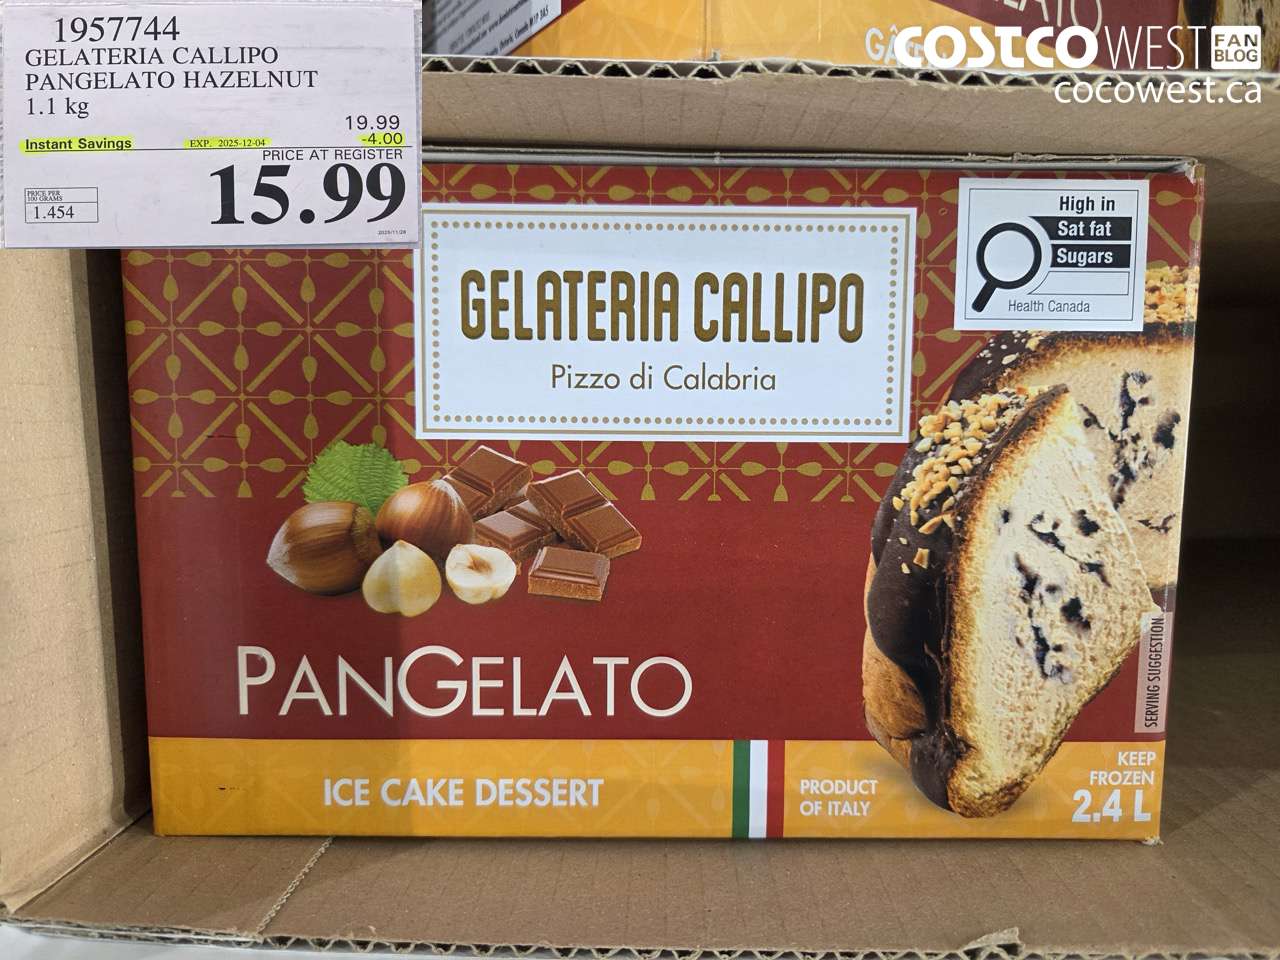 1957744
GELATERIA CALLIPO
PANGELATO HAZELNUT
1.1 kg
19.99
Instant Savings EXP. 2025-12-04 -4.00
PRICE AT REGISTER
15.99
PRICE PER
100 GRAMS
1.454
2025/11/28
COSTCO WEST FAN BLOG
cocowest.ca
High in
Sat fat
Sugars
Health Canada
GELATERIA CALLIPO
Pizzo di Calabria
PANGELATO
SERVING SUGGESTION
ICE CAKE DESSERT
PRODUCT
OF ITALY
KEEP
FROZEN
2.4 L